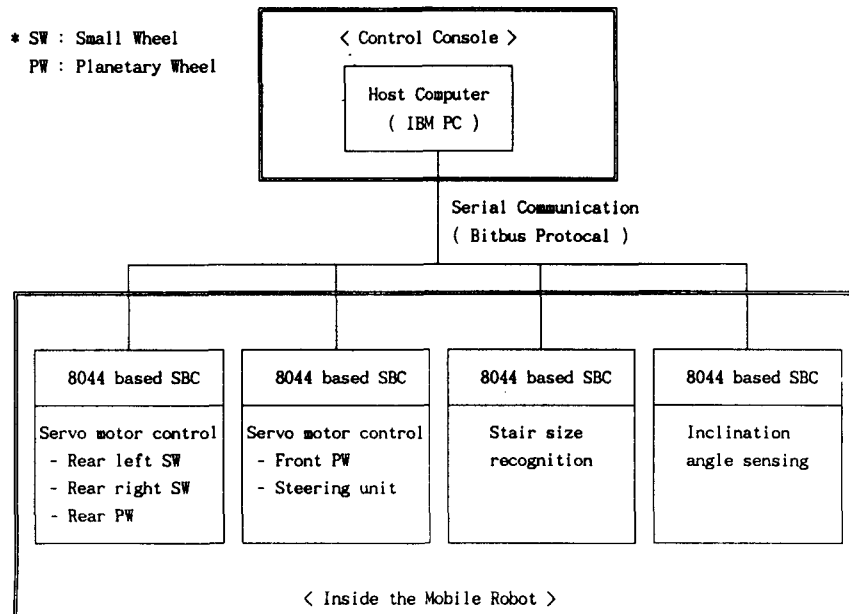 * SW : Small Wheel
PW : Planetary Wheel
< Control Console >
Host Computer
( IBM PC )
Serial Communication
( Bitbus Protocal )
8044 based SBC
Servo motor control
- Rear left SW
- Rear right SW
- Rear PW
8044 based SBC
Servo motor control
- Front PW
- Steering unit
8044 based SBC
Stair size
recognition
8044 based SBC
Inclination
angle sensing
< Inside the Mobile Robot >